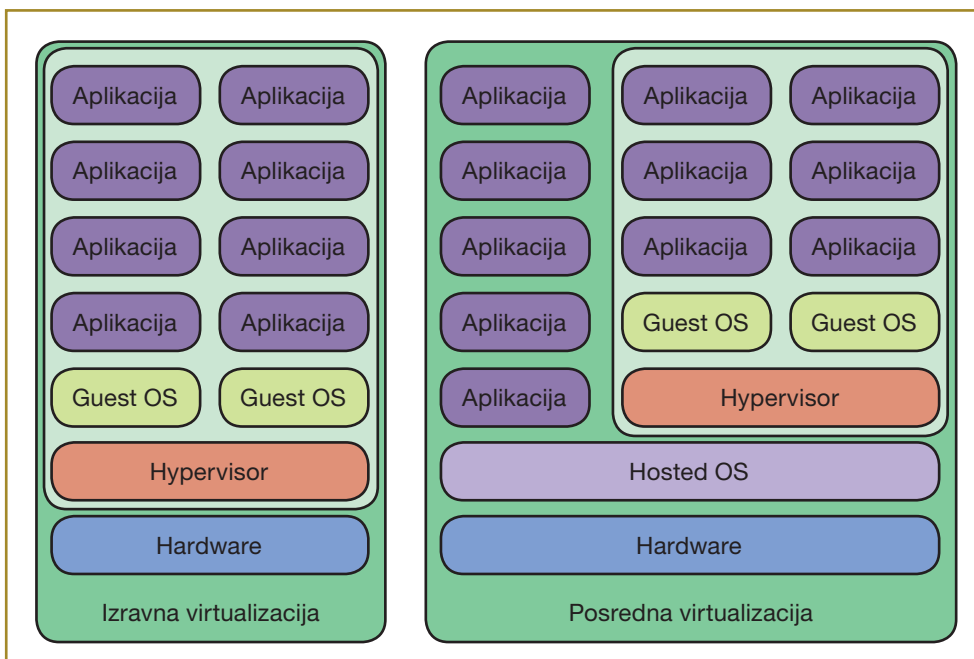 Aplikacija Aplikacija
Aplikacija Aplikacija
Aplikacija Aplikacija
Aplikacija Aplikacija
Guest OS Guest OS
Hypervisor
Hardware
Izravna virtualizacija
Aplikacija Aplikacija Aplikacija
Aplikacija Aplikacija Aplikacija
Aplikacija Aplikacija Aplikacija
Aplikacija Guest OS Guest OS
Aplikacija Hypervisor
Hosted OS
Hardware
Posredna virtualizacija